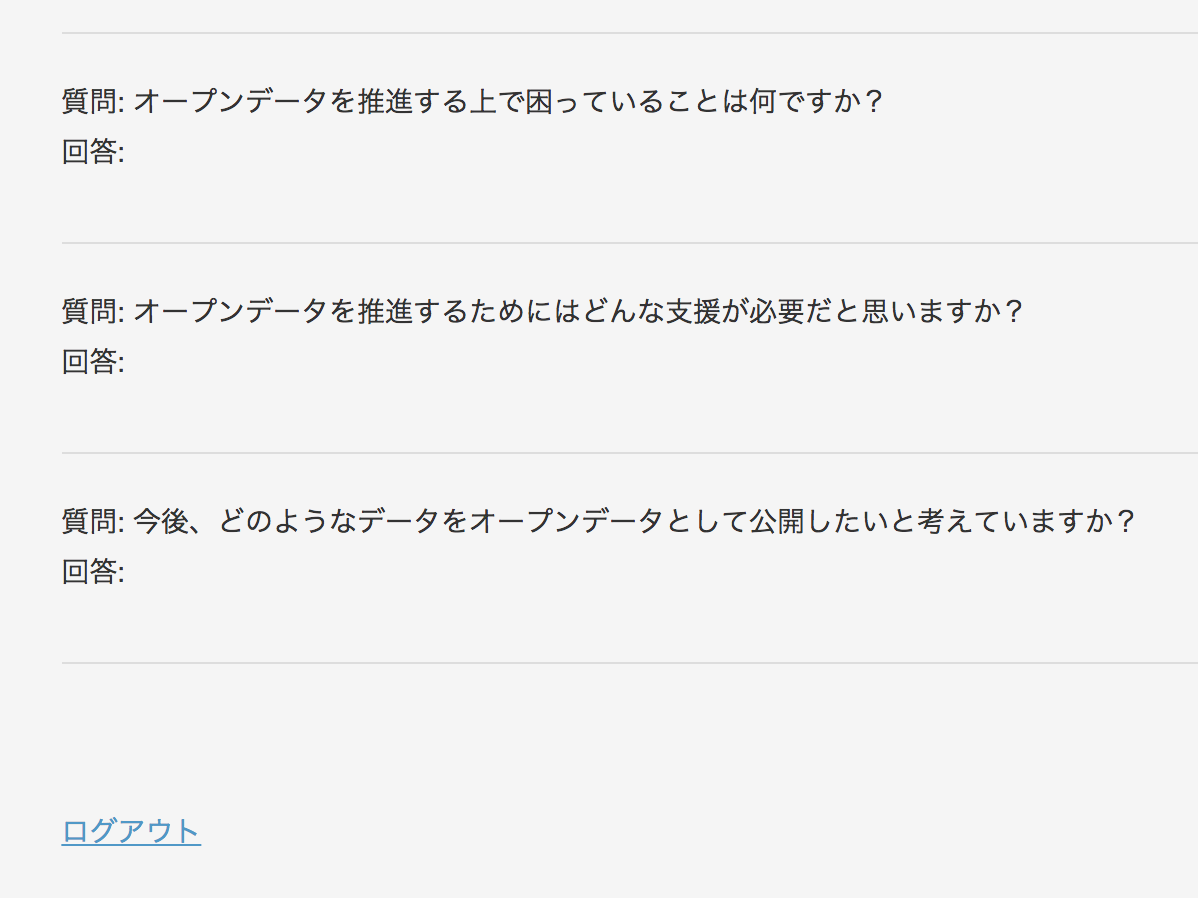 質問: オープンデータを推進する上で困っていることは何ですか？
回答:
質問: オープンデータを推進するためにはどんな支援が必要だと思いますか？
回答:
質問: 今後、どのようなデータをオープンデータとして公開したいと考えていますか？
回答:
ログアウト